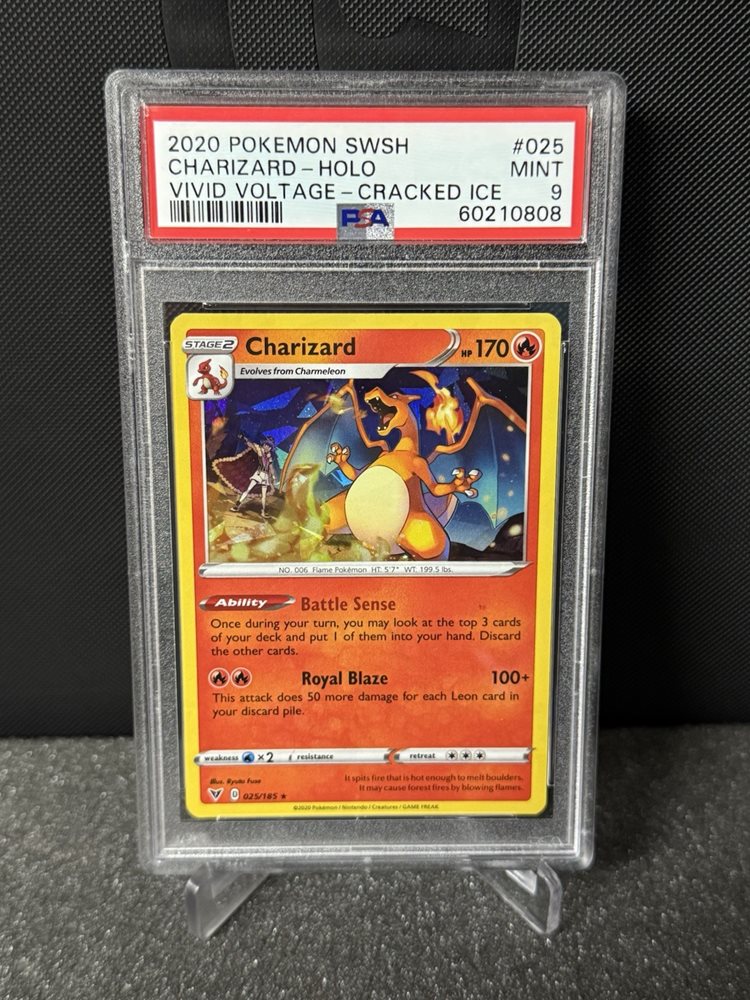 2020 POKEMON SWSH #025
CHARIZARD-HOLO MINT
VIVID VOLTAGE-CRACKED ICE 9
PSA 60210808
STAGE2 Charizard HP 170
Evolves from Charmeleon
NO. 006 Flame Pokémon HT: 5'7" WT: 199.5 lbs.
Ability Battle Sense
Once during your turn, you may look at the top 3 cards
of your deck and put 1 of them into your hand. Discard
the other cards.
Royal Blaze 100+
This attack does 50 more damage for each Leon card in
your discard pile.
weakness ×2 resistance retreat
Illus. Ryuta Fuse
It spits fire that is hot enough to melt boulders.
It may cause forest fires by blowing flames.
D 025/185 ★
©2020 Pokémon / Nintendo / Creatures / GAME FREAK